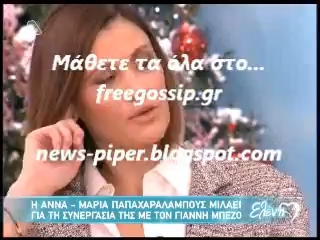 Μάθετε τα όλα στο...
freegossip.gr
news-piper.blogspot.com
Η ΑΝΝΑ - ΜΑΡΙΑ ΠΑΠΑΧΑΡΑΛΑΜΠΟΥΣ ΜΙΛΑΕΙ
ΓΙΑ ΤΗ ΣΥΝΕΡΓΑΣΙΑ ΤΗΣ ΜΕ ΤΟΝ ΓΙΑΝΝΗ ΜΠΕΖΟ
Ελένη